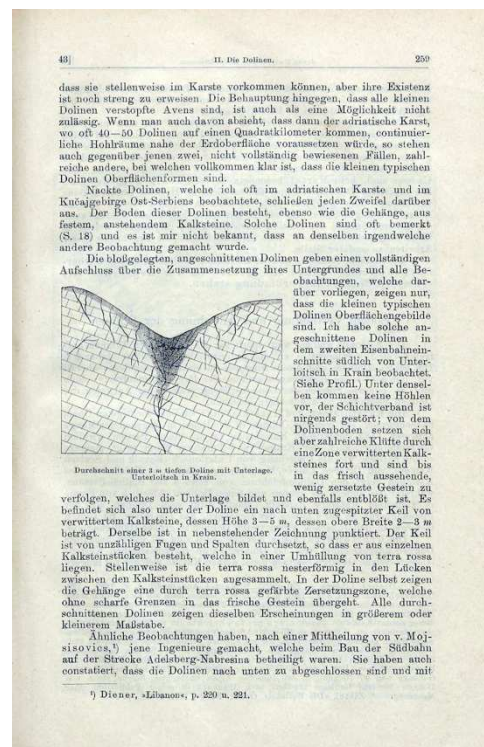 43] II. Die Dolinen. 259
dass sie stellenweise im Karste vorkommen können, aber ihre Existenz
ist noch streng zu erweisen. Die Behauptung hingegen, dass alle kleinen
Dolinen verstopfte Avens sind, ist auch als eine Möglichkeit nicht
zulässig. Wenn man auch davon absieht, dass dann der adriatische Karst,
wo oft 40—50 Dolinen auf einen Quadratkilometer kommen, continuier-
liche Hohlräume nahe der Erdoberfläche voraussetzen würde, so stehen
auch gegenüber jenen zwei, nicht vollständig bewiesenen Fällen, zahl-
reiche andere, bei welchen vollkommen klar ist, dass die kleinen typischen
Dolinen Oberflächenformen sind.
Nackte Dolinen, welche ich oft im adriatischen Karste und im
Kučajgebirge Ost-Serbiens beobachtete, schließen jeden Zweifel darüber
aus. Der Boden dieser Dolinen besteht, ebenso wie die Gehänge, aus
festem, anstehendem Kalksteine. Solche Dolinen sind oft bemerkt
(S. 18) und es ist mir nicht bekannt, dass an denselben irgendwelche
andere Beobachtung gemacht wurde.
Die bloßgelegten, angeschnittenen Dolinen geben einen vollständigen
Aufschluss über die Zusammensetzung ihres Untergrundes und alle Be-
obachtungen, welche dar-
über vorliegen, zeigen nur,
dass die kleinen typischen
Dolinen Oberflächengebilde
sind. Ich habe solche an-
geschnittene Dolinen in
dem zweiten Eisenbahnein-
schnitte südlich von Unter-
loitsch in Krain beobachtet.
(Siehe Profil.) Unter densel-
ben kommen keine Höhlen
vor, der Schichtverband ist
nirgends gestört; von dem
Dolinenboden setzen sich
aber zahlreiche Klüfte durch
eine Zone verwitterten Kalk-
steines fort und sind bis
in das frisch aussehende,
wenig zersetzte Gestein zu
Durchschnitt einer 3 m tiefen Doline mit Unterlage.
Unterloitsch in Krain.
verfolgen, welches die Unterlage bildet und ebenfalls entblößt ist. Es
befindet sich also unter der Doline ein nach unten zugespitzter Keil von
verwittertem Kalksteine, dessen Höhe 3—5 m, dessen obere Breite 2—3 m
beträgt. Derselbe ist in nebenstehender Zeichnung punktiert. Der Keil
ist von unzähligen Fugen und Spalten durchsetzt, so dass er aus einzelnen
Kalksteinstücken besteht, welche in einer Umhüllung von terra rossa
liegen. Stellenweise ist die terra rossa nesterförmig in den Lücken
zwischen den Kalksteinstücken angesammelt. In der Doline selbst zeigen
die Gehänge eine durch terra rossa gefärbte Zersetzungszone, welche
ohne scharfe Grenzen in das frische Gestein übergeht. Alle durch-
schnittenen Dolinen zeigen dieselben Erscheinungen in größerem oder
kleinerem Maßstabe.
Ähnliche Beobachtungen haben, nach einer Mittheilung von v. Moj-
sisovics,¹) jene Ingenieure gemacht, welche beim Bau der Südbahn
auf der Strecke Adelsberg-Nabresina betheiligt waren. Sie haben auch
constatiert, dass die Dolinen nach unten zu abgeschlossen sind und mit
¹) Diener, »Libanon«, p. 220 u. 221.